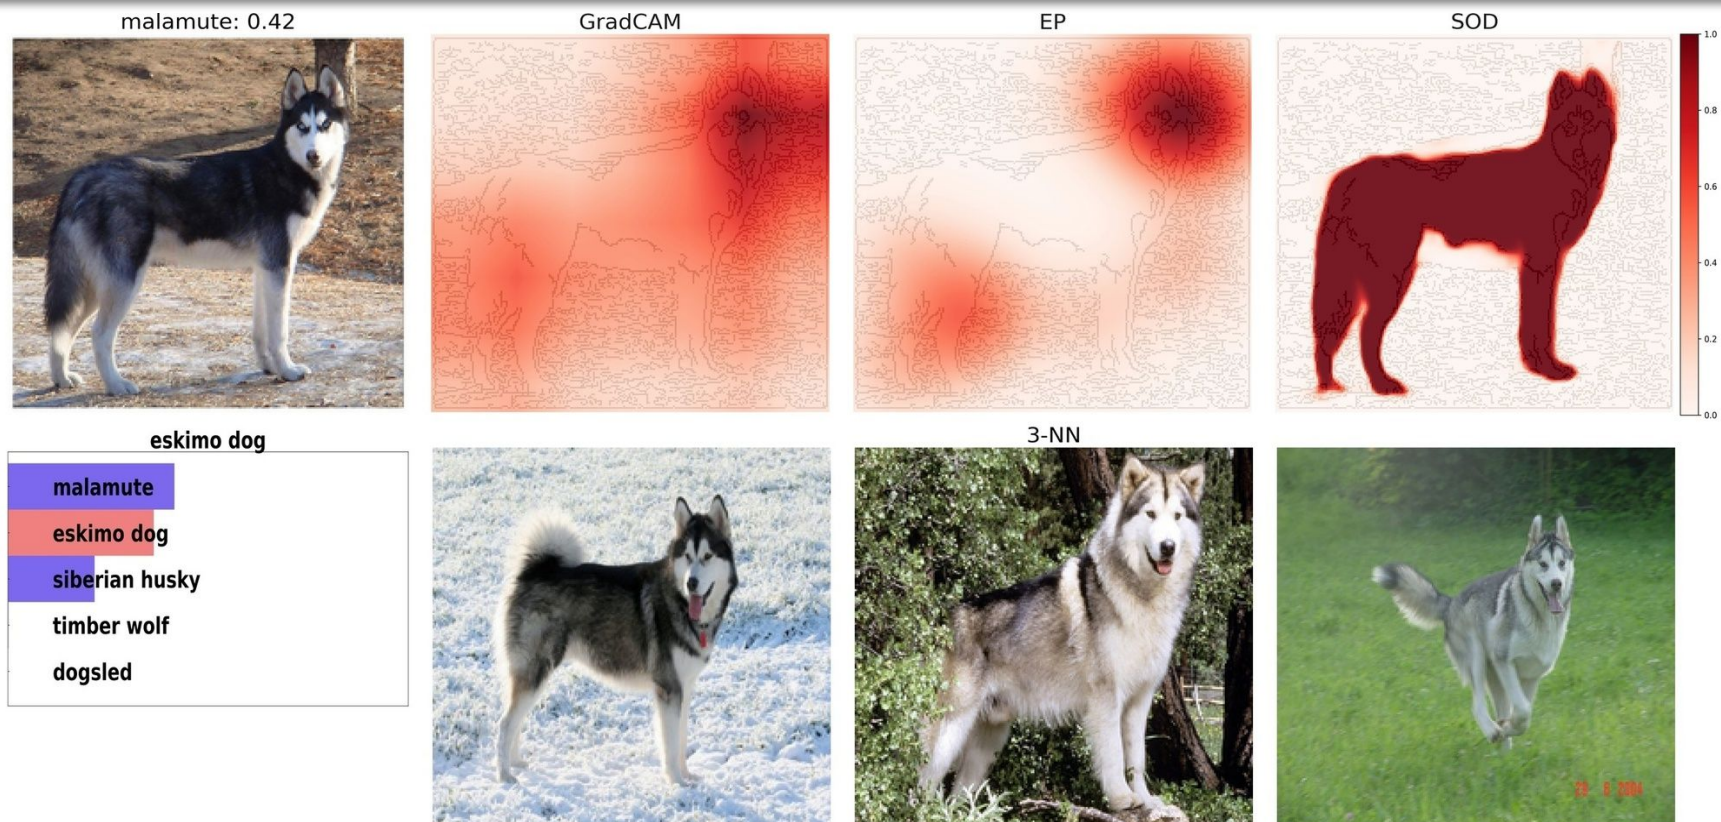 malamute: 0.42
GradCAM
EP
SOD
1.0
0.8
0.6
0.4
0.2
0.0
eskimo dog
malamute
eskimo dog
siberian husky
timber wolf
dogsled
3-NN